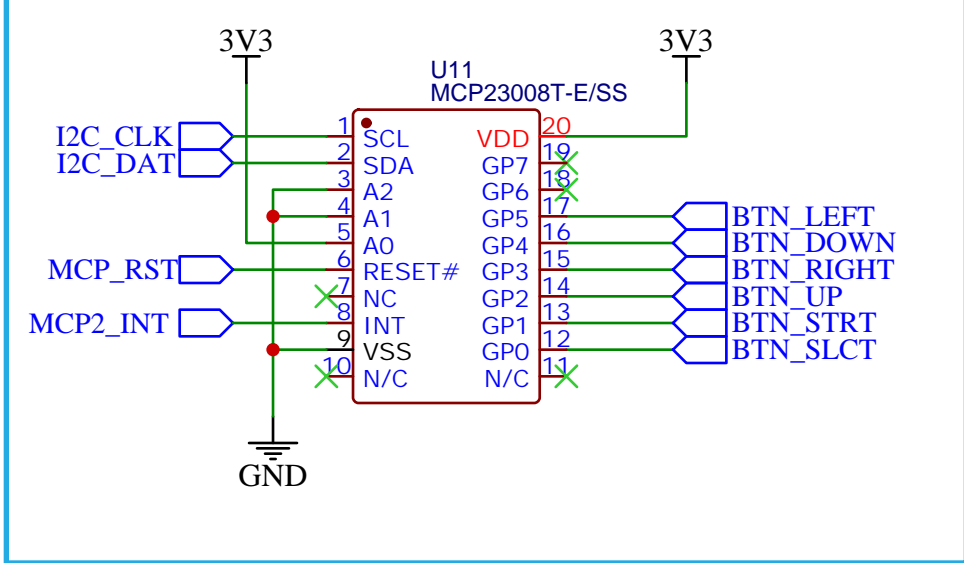 3V3
3V3
U11
MCP23008T-E/SS
I2C_CLK
1
SCL
VDD
20
I2C_DAT
2
SDA
GP7
19
3
A2
GP6
18
4
A1
GP5
17
BTN_LEFT
5
A0
GP4
16
BTN_DOWN
MCP_RST
6
RESET#
GP3
15
BTN_RIGHT
7
NC
GP2
14
BTN_UP
MCP2_INT
8
INT
GP1
13
BTN_STRT
9
VSS
GP0
12
BTN_SLCT
10
N/C
N/C
11
GND